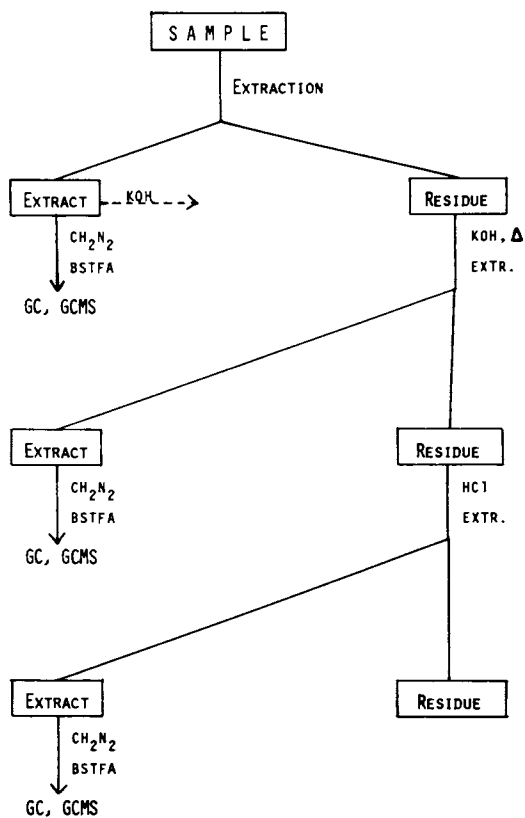 SAMPLE
EXTRACTION
EXTRACT
KOH
RESIDUE
CH2N2
BSTFA
GC, GCMS
KOH, Δ
EXTR.
EXTRACT
RESIDUE
CH2N2
BSTFA
GC, GCMS
HCl
EXTR.
EXTRACT
RESIDUE
CH2N2
BSTFA
GC, GCMS